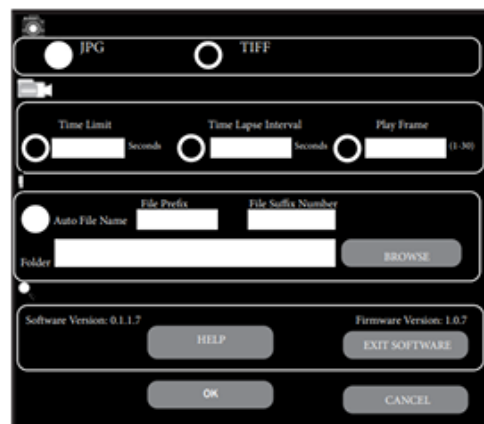 JPG TIFF
Time Limit Time Lapse Interval Play Frame
Seconds Seconds (1-30)
File Prefix File Suffix Number
Auto File Name
Folder BROWSE
Software Version: 0.1.1.7 Firmware Version: 1.0.7
HELP EXIT SOFTWARE
OK CANCEL